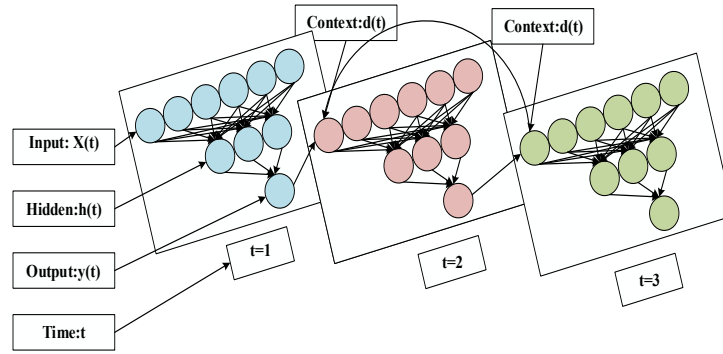 Context:d(t)
Context:d(t)
Input: X(t)
Hidden:h(t)
Output:y(t)
Time:t
t=1
t=2
t=3